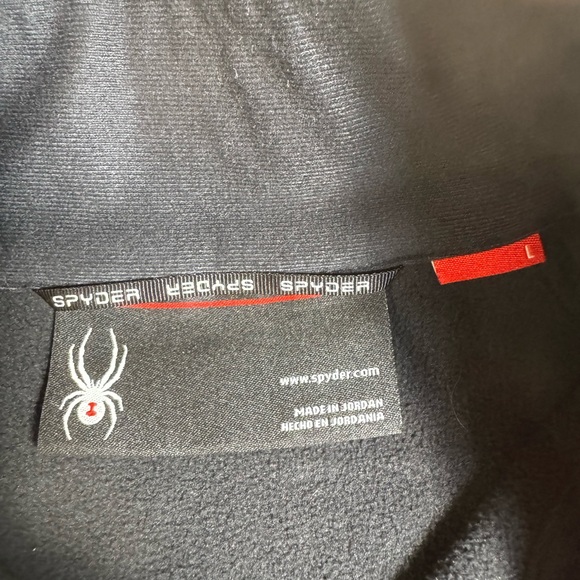 SPYDER SPYDER SPYDER
L
www.spyder.com
MADE IN JORDAN
HECHO EN JORDANIA